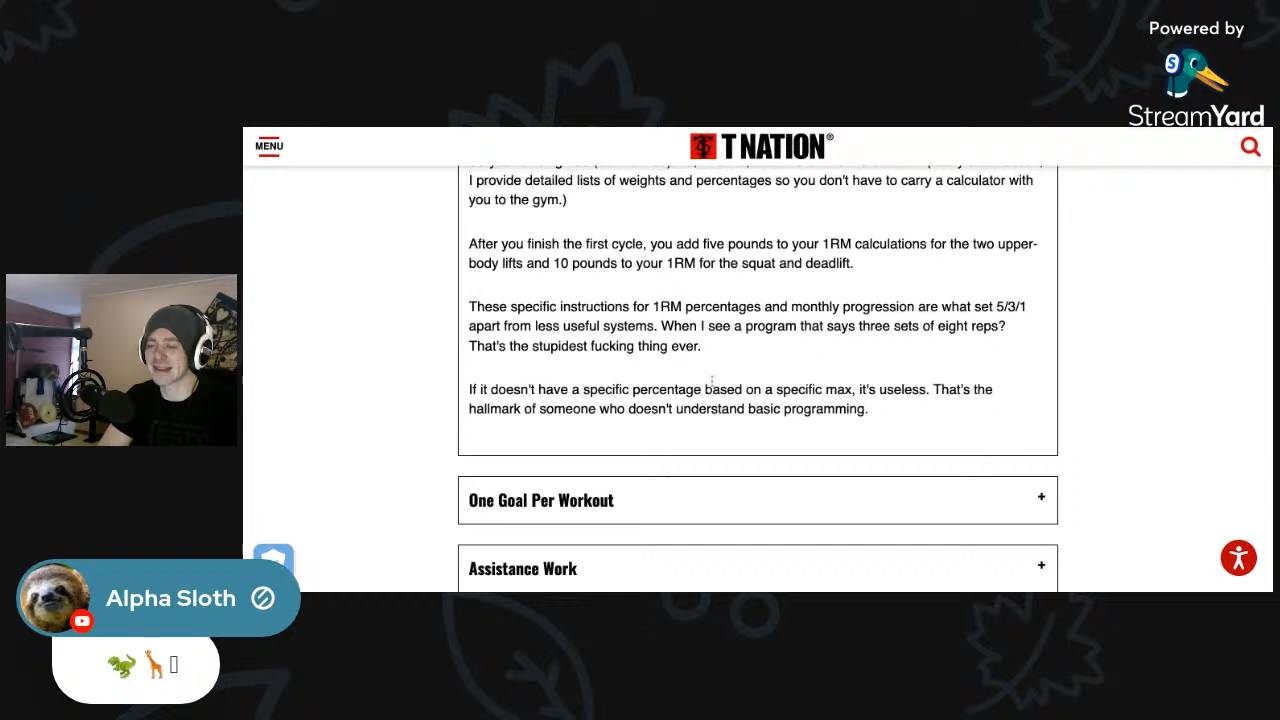 Powered by
StreamYard
MENU
T NATION®
I provide detailed lists of weights and percentages so you don't have to carry a calculator with
you to the gym.)
After you finish the first cycle, you add five pounds to your 1RM calculations for the two upper-
body lifts and 10 pounds to your 1RM for the squat and deadlift.
These specific instructions for 1RM percentages and monthly progression are what set 5/3/1
apart from less useful systems. When I see a program that says three sets of eight reps?
That's the stupidest fucking thing ever.
If it doesn't have a specific percentage based on a specific max, it's useless. That's the
hallmark of someone who doesn't understand basic programming.
One Goal Per Workout
+
Assistance Work
+
Alpha Sloth